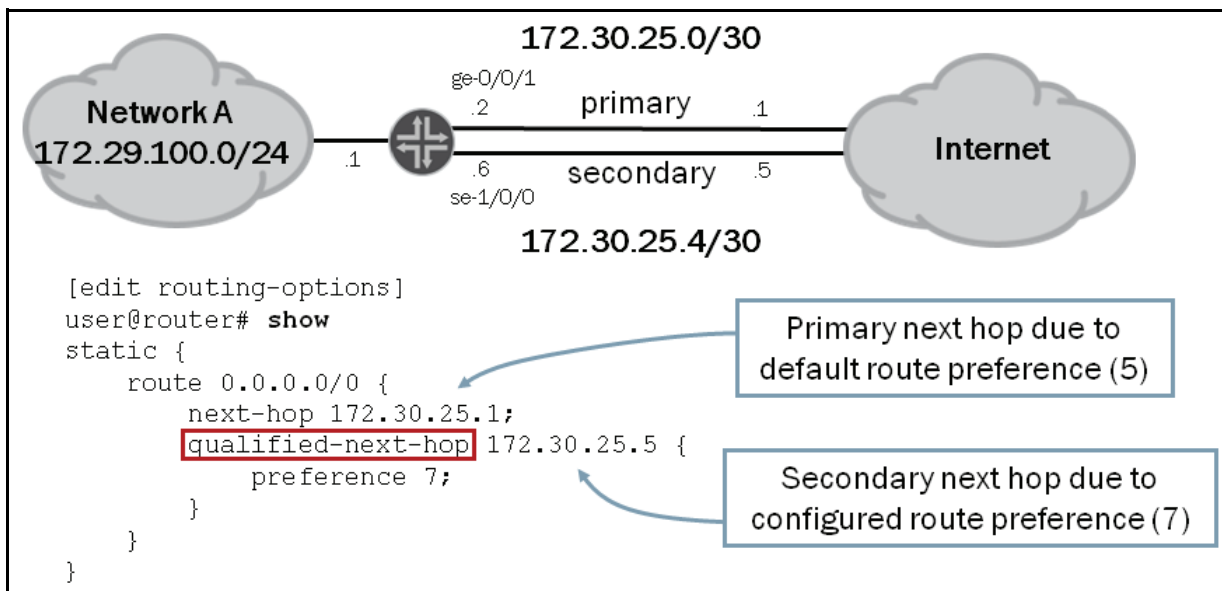 172.30.25.0/30
ge-0/0/1
.2 primary .1
Network A
172.29.100.0/24
.1
Internet
.6 secondary .5
se-1/0/0
172.30.25.4/30
[edit routing-options]
user@router# show
static {
route 0.0.0.0/0 {
next-hop 172.30.25.1;
qualified-next-hop 172.30.25.5 {
preference 7;
}
}
}
Primary next hop due to
default route preference (5)
Secondary next hop due to
configured route preference (7)